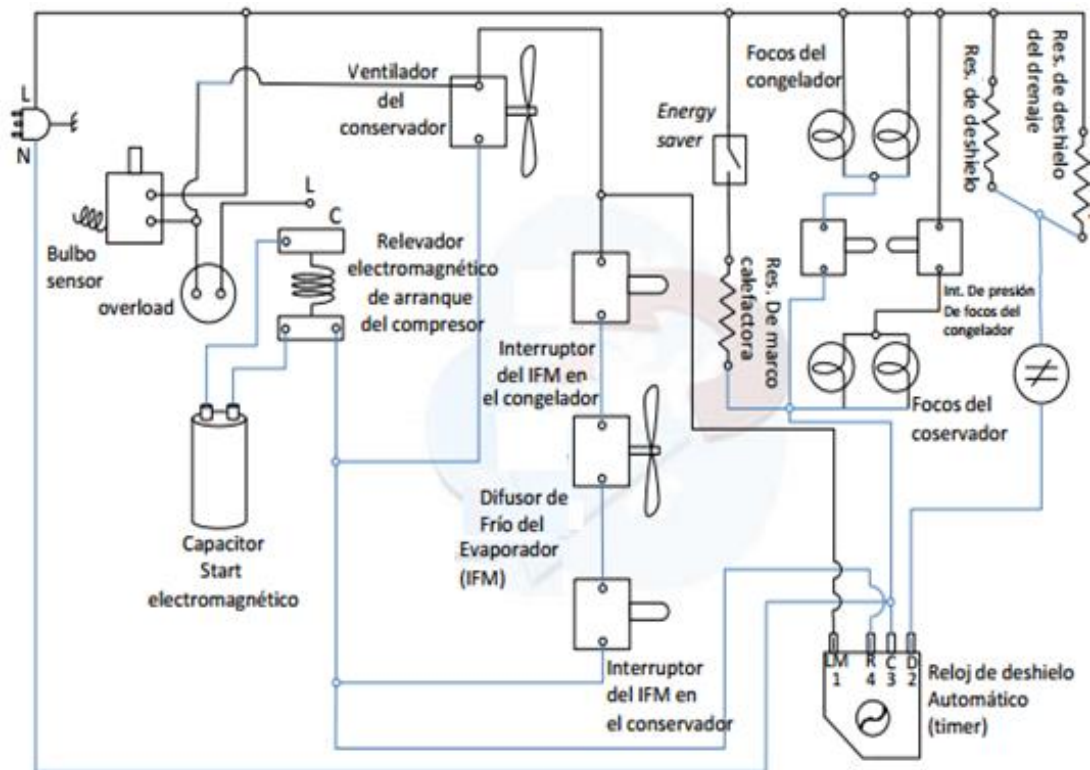 L
N
Bulbo
sensor
overload
L
C
Relevador
electromagnético
de arranque
del compresor
Capacitor
Start
electromagnético
Ventilador
del
conservador
Interruptor
del IFM en
el congelador
Difusor de
Frío del
Evaporador
(IFM)
Interruptor
del IFM en
el conservador
Energy
saver
Res. De marco
calefactora
Focos del
congelador
Int. De presión
De focos del
congelador
Focos del
coservador
Res. de deshielo
Res. de deshielo
del drenaje
LM R C D
1 4 3 2
Reloj de deshielo
Automático
(timer)